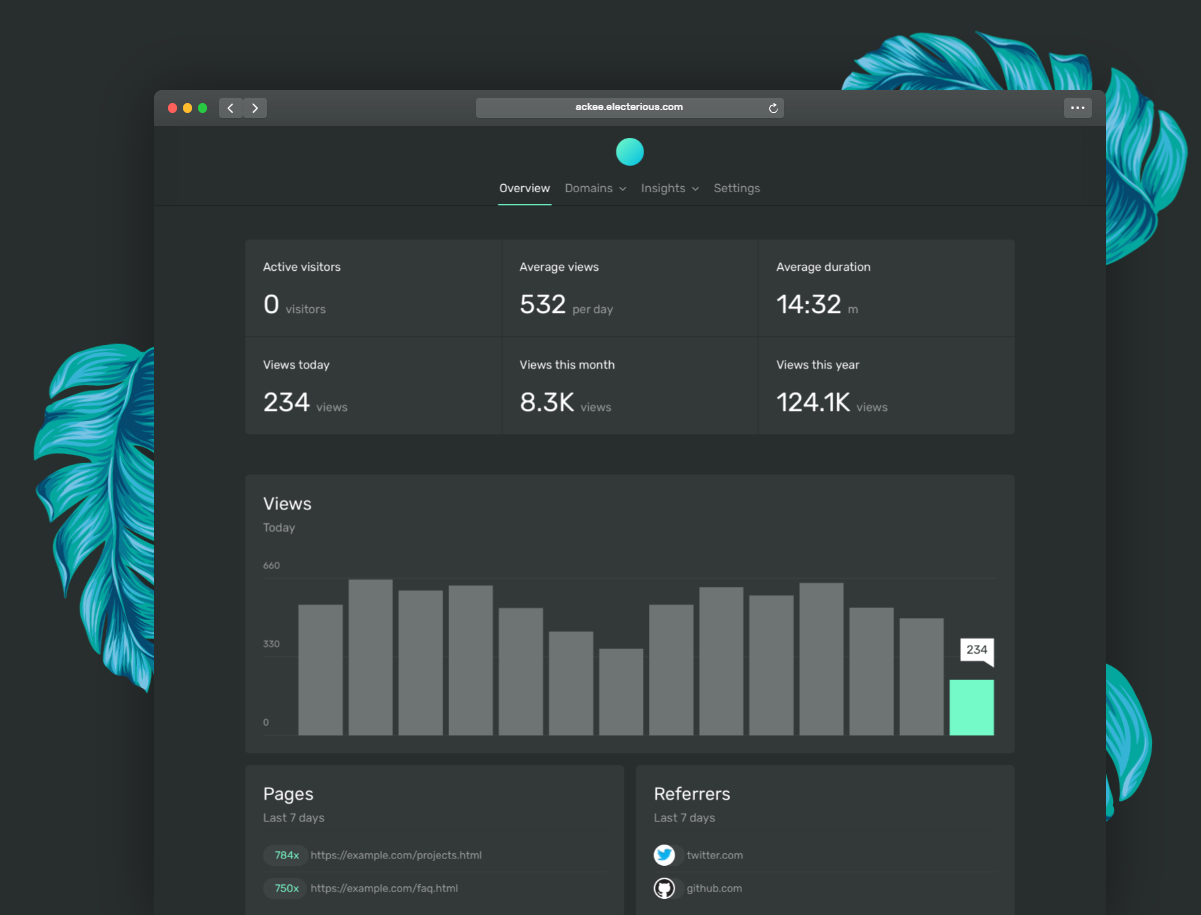 ackee.electerious.com
Overview Domains Insights Settings
Active visitors
0 visitors
Average views
532 per day
Average duration
14:32 m
Views today
234 views
Views this month
8.3K views
Views this year
124.1K views
Views
Today
660
330
0
234
Pages
Last 7 days
784x https://example.com/projects.html
750x https://example.com/faq.html
Referrers
Last 7 days
twitter.com
github.com